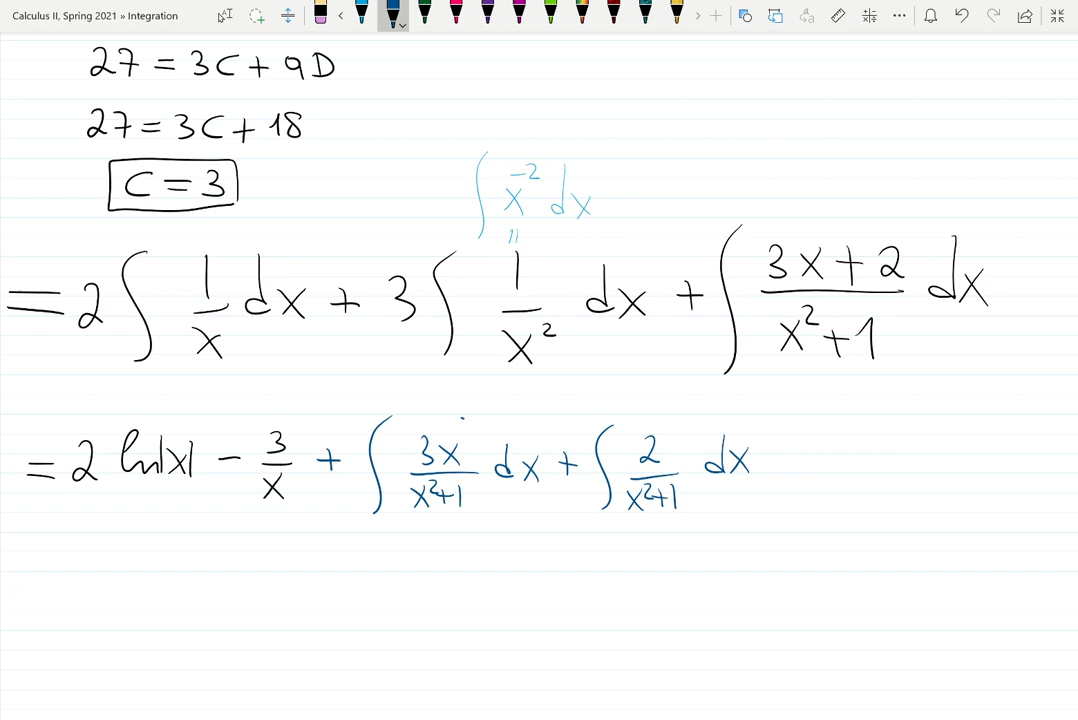 Calculus II, Spring 2021 » Integration
27 = 3C + 9D
27 = 3C + 18
C = 3
∫ x⁻² dx
=
= 2 ∫ 1/x dx + 3 ∫ 1/x² dx + ∫ (3x + 2)/(x² + 1) dx
= 2 ln|x| - 3/x + ∫ 3x/(x²+1) dx + ∫ 2/(x²+1) dx